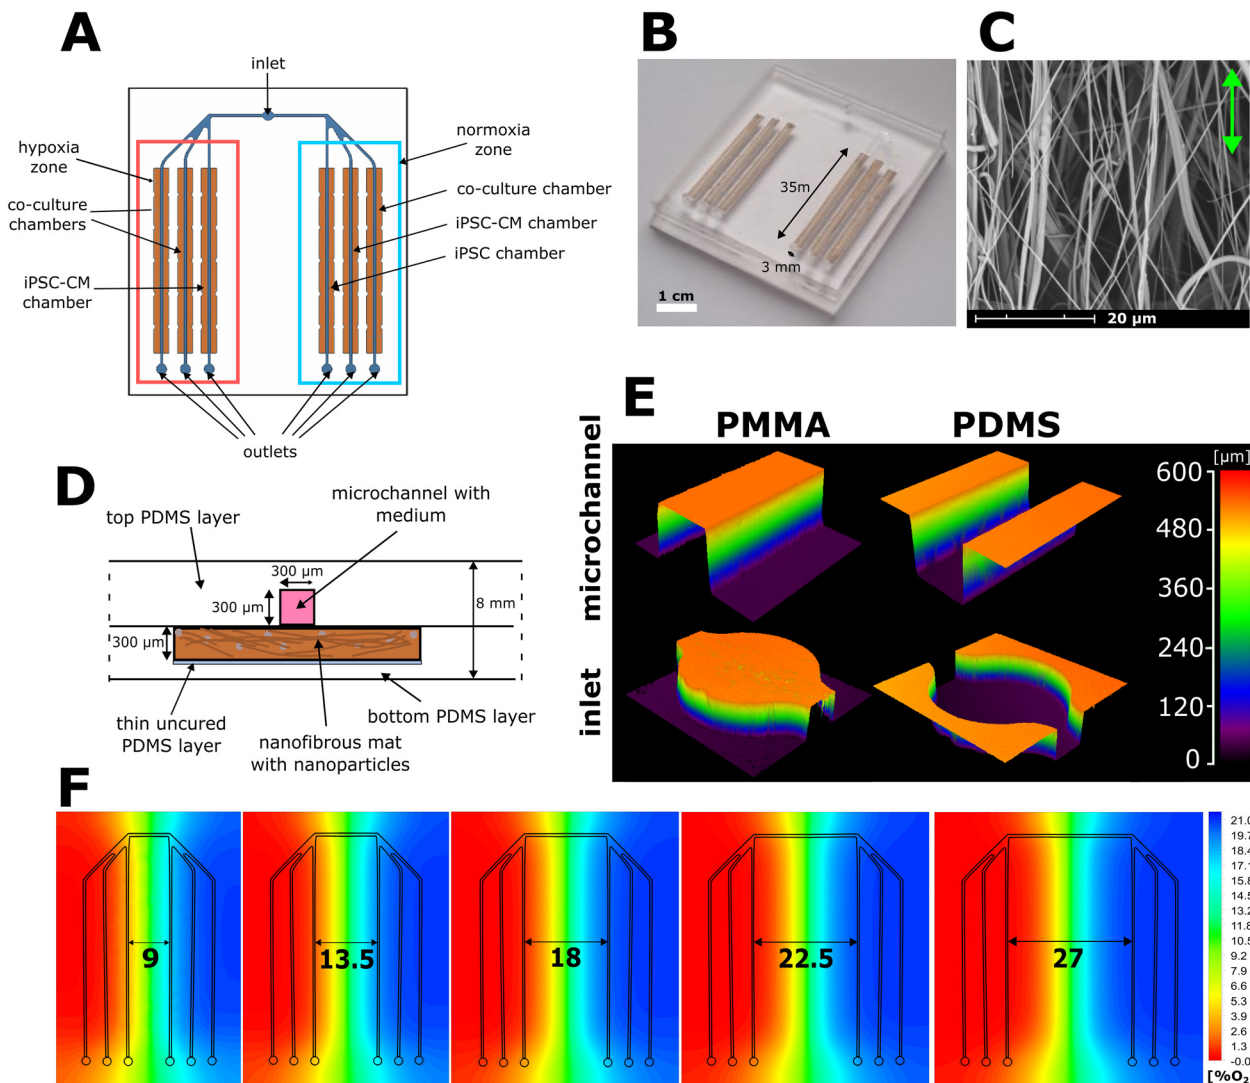 A
inlet
hypoxia
zone
normoxia
zone
co-culture
chambers
co-culture chamber
iPSC-CM chamber
iPSC chamber
iPSC-CM
chamber
outlets
B
35m
3 mm
1 cm
C
20 µm
D
microchannel with
medium
top PDMS layer
300 µm
300 µm
8 mm
300 µm
thin uncured
PDMS layer
bottom PDMS layer
nanofibrous mat
with nanoparticles
E
PMMA
PDMS
microchannel
inlet
[µm]
600
480
360
240
120
0
F
9
13.5
18
22.5
27
21.0
19.7
18.4
17.1
15.8
14.5
13.2
11.9
10.5
9.2
7.9
6.6
5.3
3.9
2.6
1.3
-0.0
[%O₂